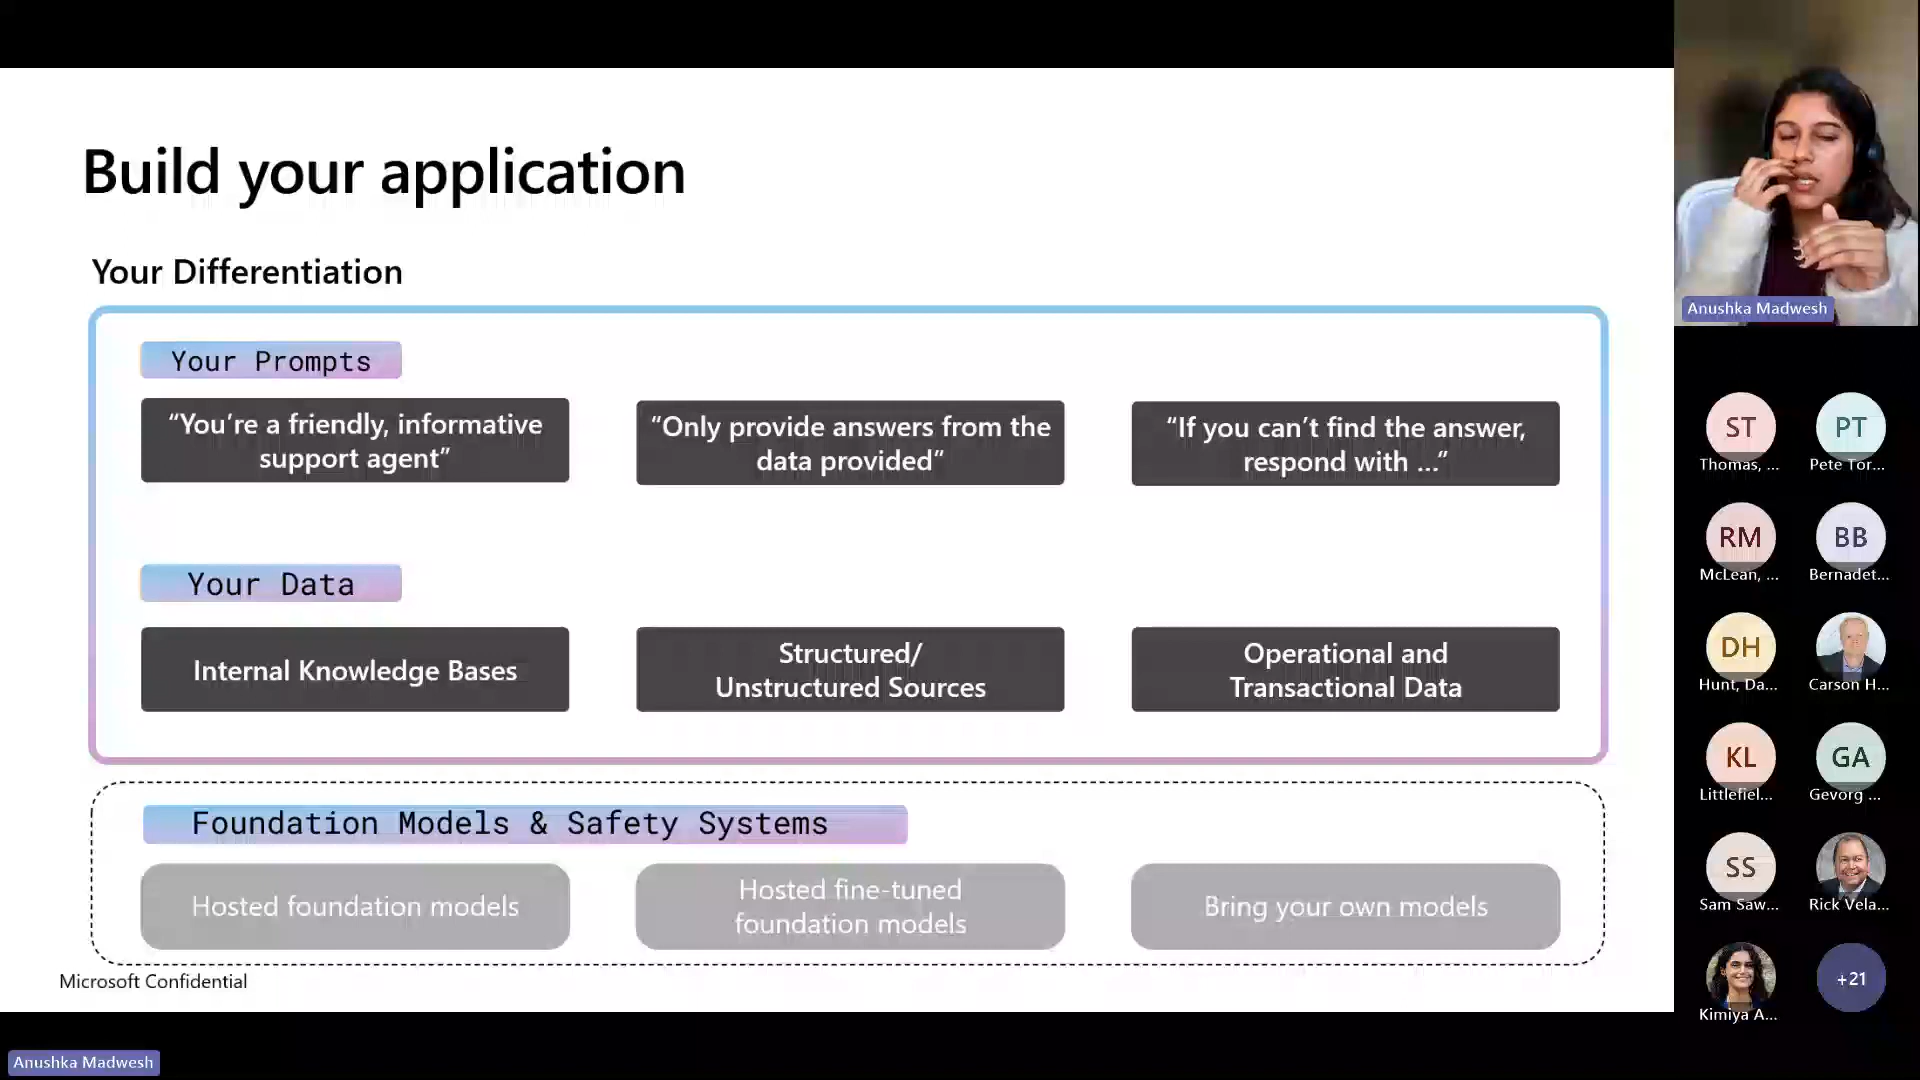 Build your application
Your Differentiation
Your Prompts
“You’re a friendly, informative
support agent”
“Only provide answers from the
data provided”
“If you can’t find the answer,
respond with ...”
Your Data
Internal Knowledge Bases
Structured/
Unstructured Sources
Operational and
Transactional Data
Foundation Models & Safety Systems
Hosted foundation models
Hosted fine-tuned
foundation models
Bring your own models
Microsoft Confidential
Anushka Madwesh
Anushka Madwesh
ST
Thomas, ...
PT
Pete Tor...
RM
McLean, ...
BB
Bernadet...
DH
Hunt, Da...
Carson H...
KL
Littlefiel...
GA
Gevorg ...
SS
Sam Saw...
Rick Vela...
Kimiya A...
+21